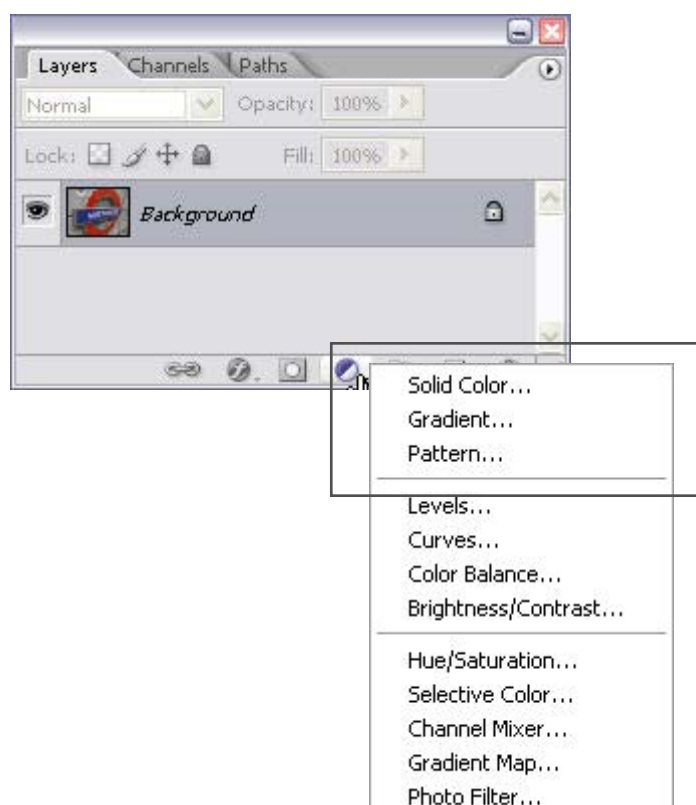 Layers Channels Paths
Normal Opacity: 100%
Lock: Fill: 100%
Background
Solid Color...
Gradient...
Pattern...
Levels...
Curves...
Color Balance...
Brightness/Contrast...
Hue/Saturation...
Selective Color...
Channel Mixer...
Gradient Map...
Photo Filter...